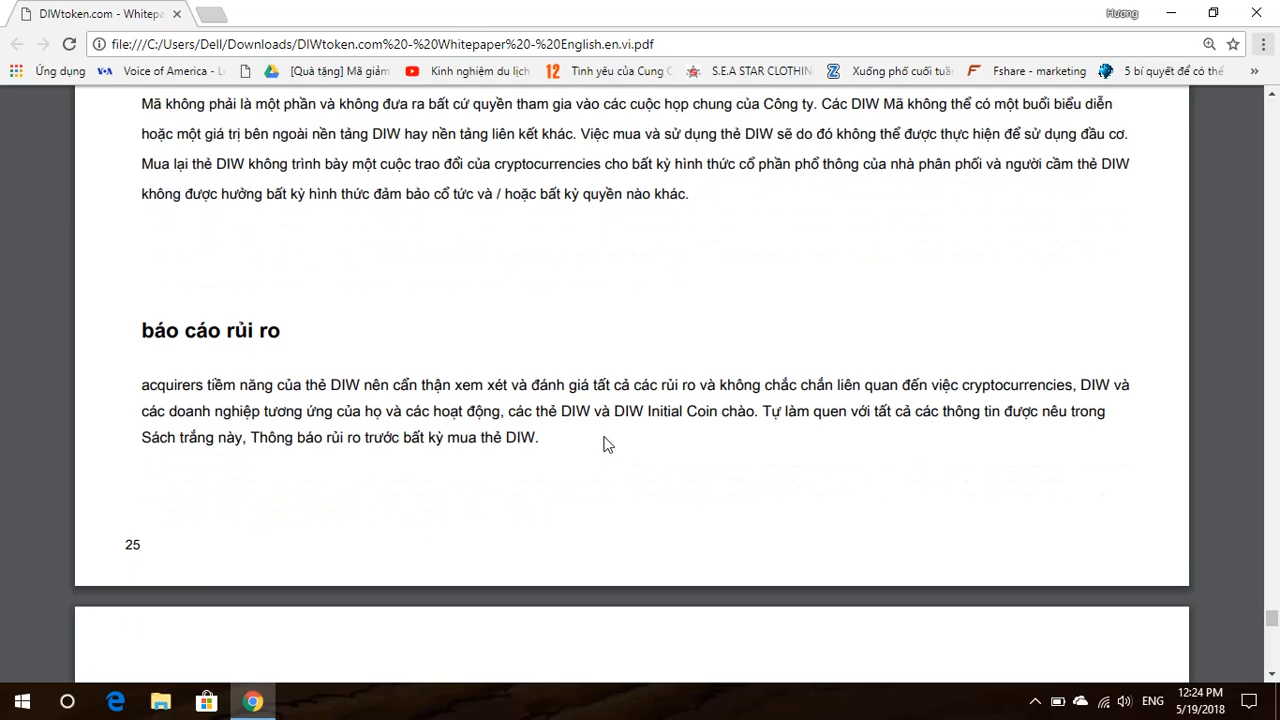 DIWtoken.com - Whitepa
Hương
file:///C:/Users/Dell/Downloads/DIWtoken.com%20-%20Whitepaper%20-%20English.en.vi.pdf
Ứng dụng
VOA Voice of America - L
[Quà tặng] Mã giảm
Kinh nghiệm du lịch
12 Tình yêu của Cung C
S.E.A STAR CLOTHIN
Z Xuống phố cuối tuần
F Fshare - marketing
5 bí quyết để có thể
»
Mã không phải là một phần và không đưa ra bất cứ quyền tham gia vào các cuộc họp chung của Công ty. Các DIW Mã không thể có một buổi biểu diễn
hoặc một giá trị bên ngoài nền tảng DIW hay nền tảng liên kết khác. Việc mua và sử dụng thẻ DIW sẽ do đó không thể được thực hiện để sử dụng đầu cơ.
Mua lại thẻ DIW không trình bày một cuộc trao đổi của cryptocurrencies cho bất kỳ hình thức cổ phần phổ thông của nhà phân phối và người cầm thẻ DIW
không được hưởng bất kỳ hình thức đảm bảo cổ tức và / hoặc bất kỳ quyền nào khác.
báo cáo rủi ro
acquirers tiềm năng của thẻ DIW nên cẩn thận xem xét và đánh giá tất cả các rủi ro và không chắc chắn liên quan đến việc cryptocurrencies, DIW và
các doanh nghiệp tương ứng của họ và các hoạt động, các thẻ DIW và DIW Initial Coin chào. Tự làm quen với tất cả các thông tin được nêu trong
Sách trắng này, Thông báo rủi ro trước bất kỳ mua thẻ DIW.
25
ENG
12:24 PM
5/19/2018